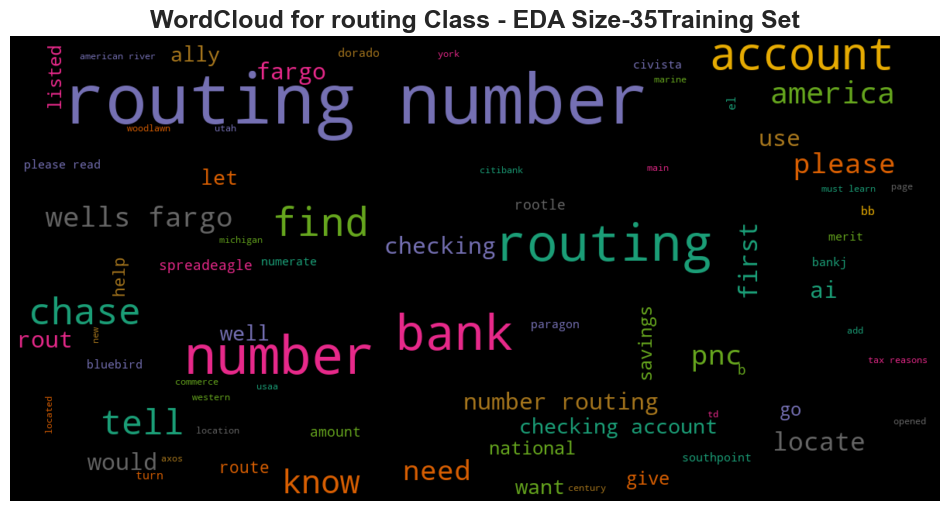 WordCloud for routing Class - EDA Size-35Training Set
american river
ally
dorado
york
account
listed
fargo
civista
marine
routing number
america
el
woodlawn
utah
use
please read
let
citibank
main
please
must learn
page
wells fargo
find
rootle
bb
michigan
checking
routing
first
merit
help
spreadeagle
numerate
bankj
ai
chase
rout
new
well
number
bank
paragon
savings
add
pnc
b
tax reasons
bluebird
commerce
usaa
western
located
tell
location
amount
number routing
checking account
td
go
opened
national
locate
would
axos
turn
route
know
need
southpoint
want
century
give